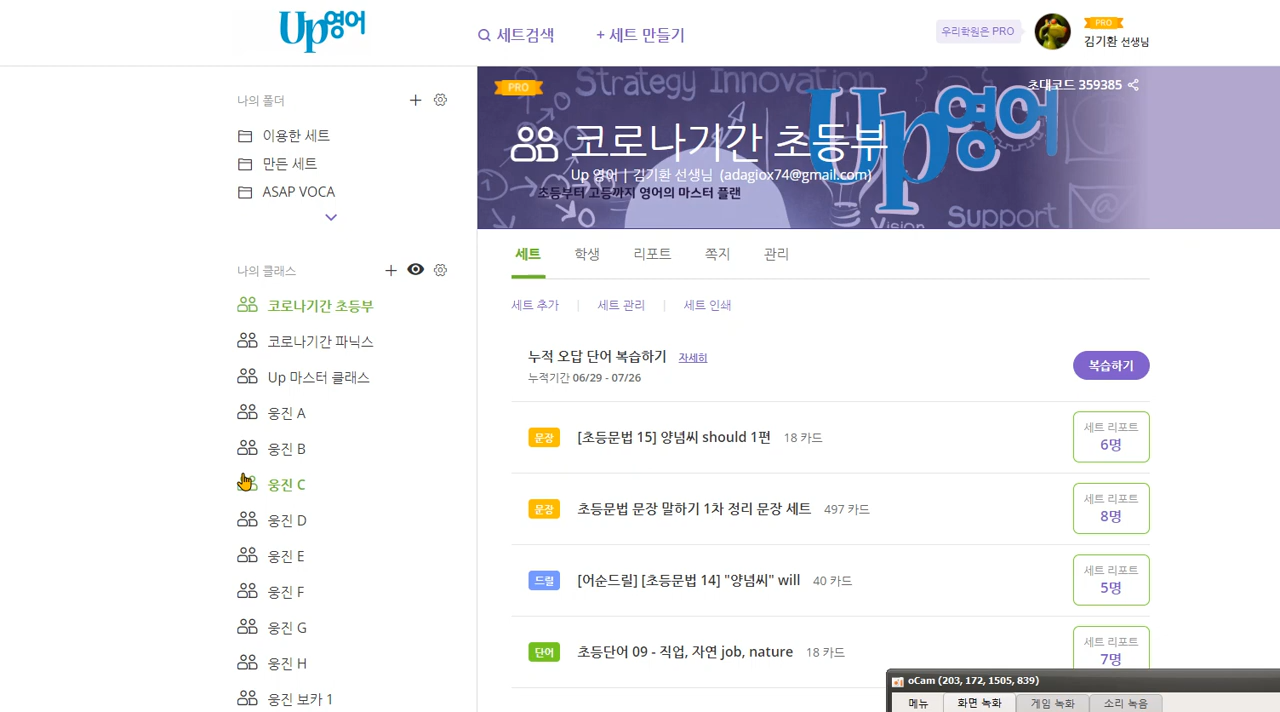 Up영어
세트검색
+ 세트 만들기
우리학원은 PRO
PRO
김기환 선생님
나의 폴더
이용한 세트
만든 세트
ASAP VOCA
나의 클래스
코로나기간 초등부
코로나기간 파닉스
Up 마스터 클래스
웅진 A
웅진 B
웅진 C
웅진 D
웅진 E
웅진 F
웅진 G
웅진 H
웅진 보카 1
PRO
Strategy Innovation
초대코드 359385
Up영어
코로나기간 초등부
Up 영어 | 김기환 선생님 (adagiox74@gmail.com)
초등부터 고등까지 영어의 마스터 플랜
Vision
Support
세트
학생
리포트
쪽지
관리
세트 추가 | 세트 관리 | 세트 인쇄
누적 오답 단어 복습하기 자세히
누적기간 06/29 - 07/26
복습하기
문장 [초등문법 15] 양념씨 should 1편 18 카드
세트 리포트
6명
문장 초등문법 문장 말하기 1차 정리 문장 세트 497 카드
세트 리포트
8명
드릴 [어순드릴] [초등문법 14] "양념씨" will 40 카드
세트 리포트
5명
단어 초등단어 09 - 직업, 자연 job, nature 18 카드
세트 리포트
7명
oCam (203, 172, 1505, 839)
메뉴
화면 녹화
게임 녹화
소리 녹음